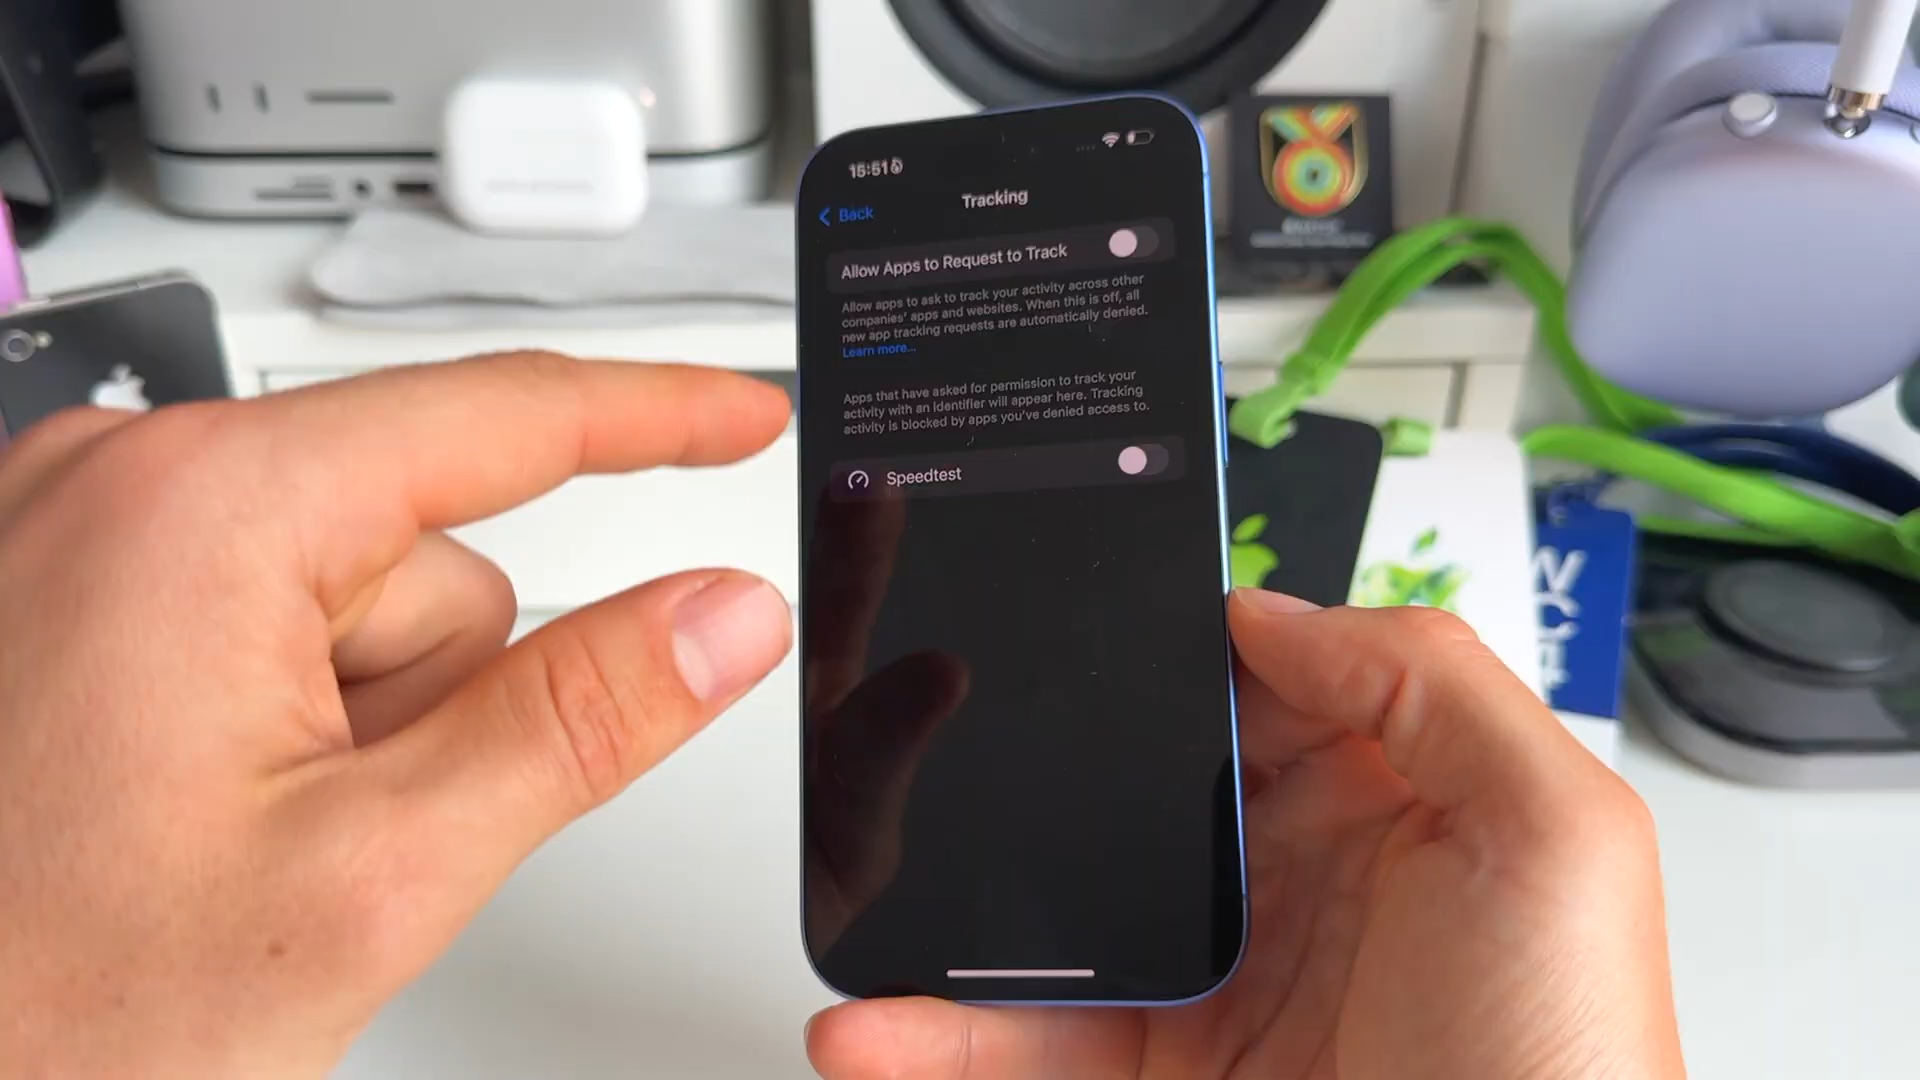 15:51
Back
Tracking
Allow Apps to Request to Track
Allow apps to ask to track your activity across other
companies' apps and websites. When this is off, all
new app tracking requests are automatically denied.
Learn more...
Apps that have asked for permission to track your
activity with an identifier will appear here. Tracking
activity is blocked by apps you've denied access to.
Speedtest